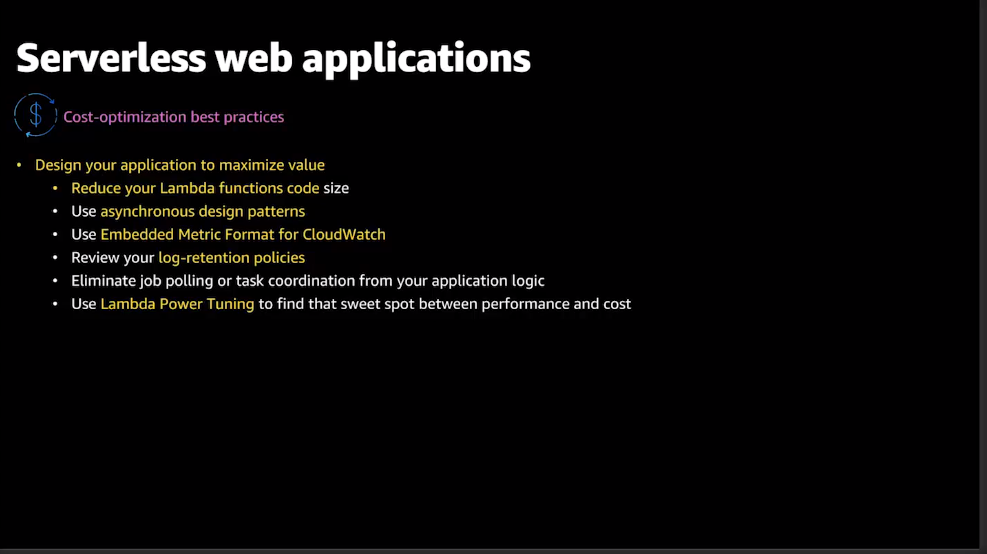 Serverless web applications
$ Cost-optimization best practices
• Design your application to maximize value
• Reduce your Lambda functions code size
• Use asynchronous design patterns
• Use Embedded Metric Format for CloudWatch
• Review your log-retention policies
• Eliminate job polling or task coordination from your application logic
• Use Lambda Power Tuning to find that sweet spot between performance and cost